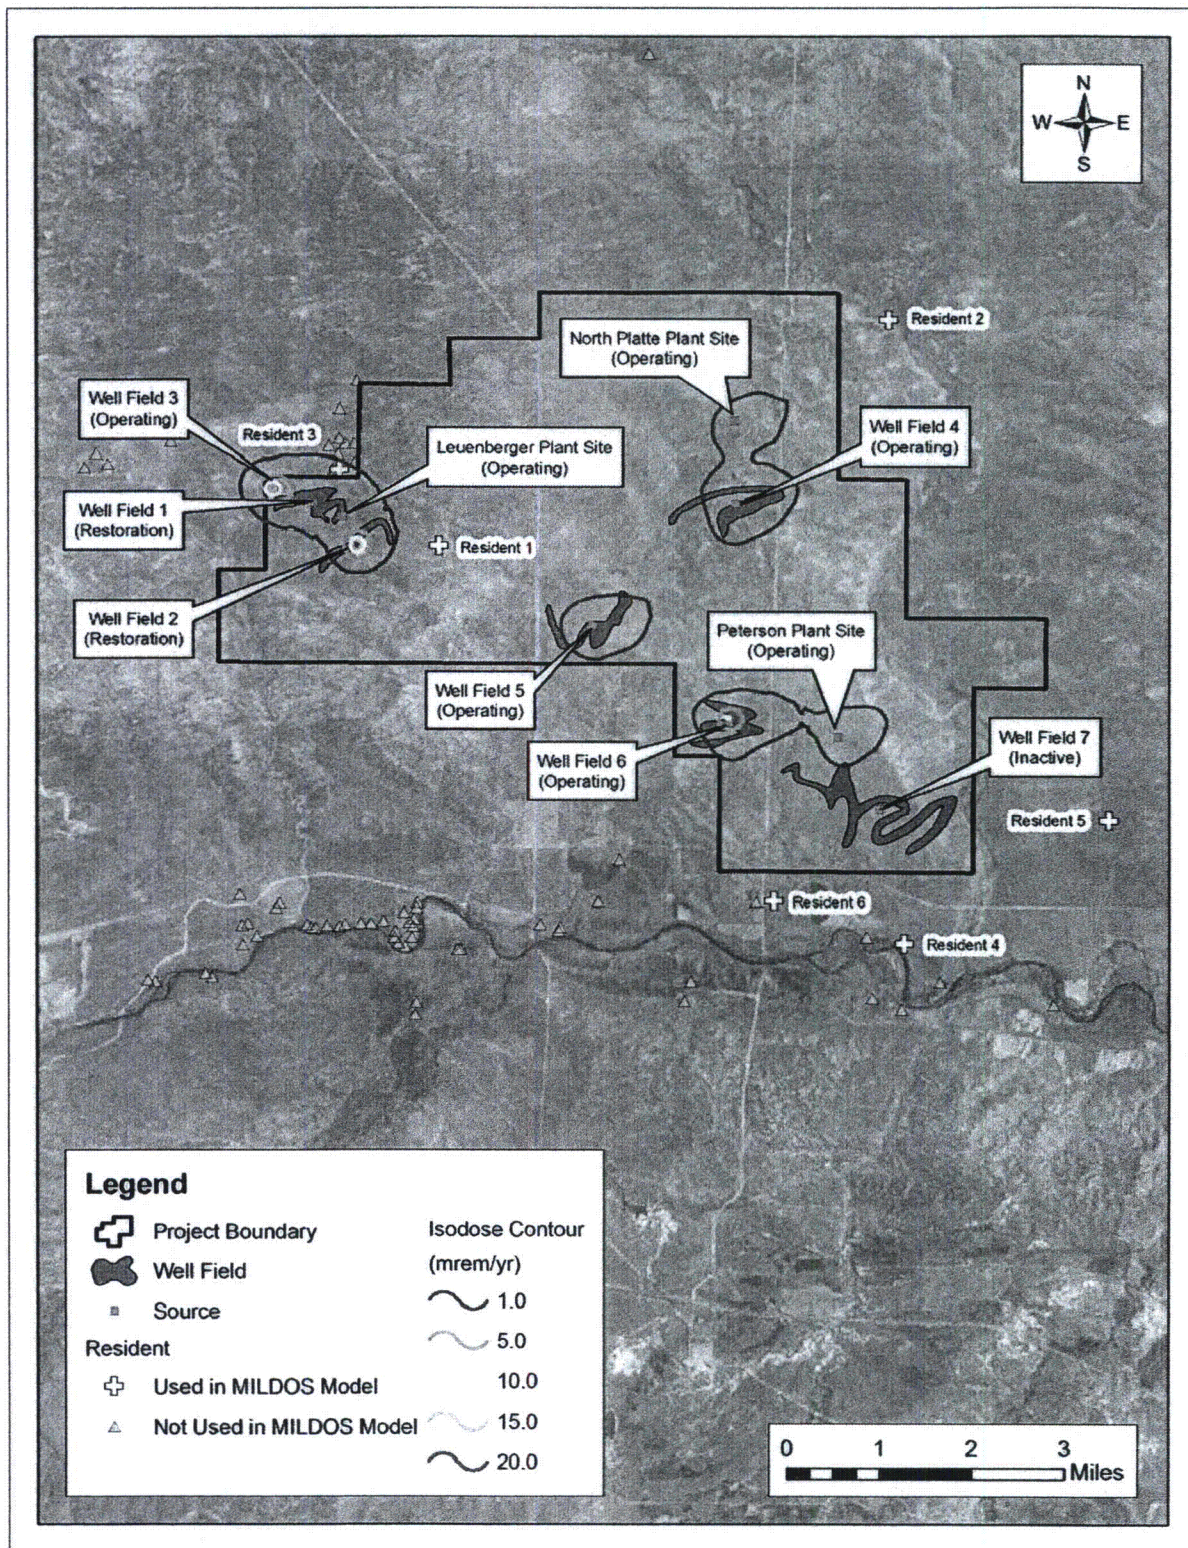 N
W E
S
Resident 2
North Platte Plant Site
(Operating)
Well Field 3
(Operating)
Resident 3
Leuenberger Plant Site
(Operating)
Well Field 4
(Operating)
Well Field 1
(Restoration)
Resident 1
Well Field 2
(Restoration)
Peterson Plant Site
(Operating)
Well Field 5
(Operating)
Well Field 7
(Inactive)
Well Field 6
(Operating)
Resident 5
Resident 6
Resident 4
Legend
Project Boundary
Well Field
Source
Resident
Used in MILDOS Model
Not Used in MILDOS Model
Isodose Contour
(mrem/yr)
1.0
5.0
10.0
15.0
20.0
0 1 2 3
Miles